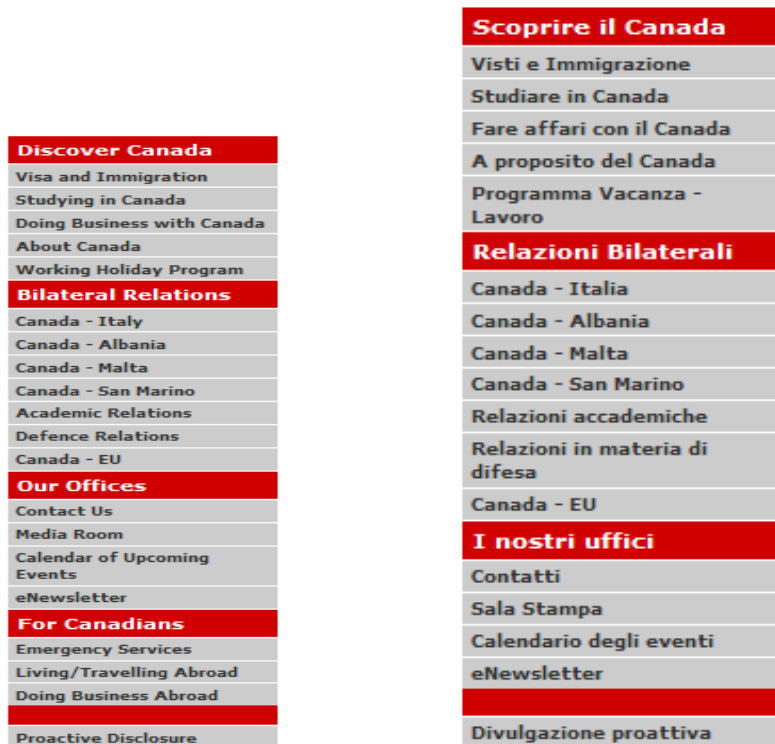 Discover Canada
Visa and Immigration
Studying in Canada
Doing Business with Canada
About Canada
Working Holiday Program
Bilateral Relations
Canada - Italy
Canada - Albania
Canada - Malta
Canada - San Marino
Academic Relations
Defence Relations
Canada - EU
Our Offices
Contact Us
Media Room
Calendar of Upcoming
Events
eNewsletter
For Canadians
Emergency Services
Living/Travelling Abroad
Doing Business Abroad
Proactive Disclosure
Scoprire il Canada
Visti e Immigrazione
Studiare in Canada
Fare affari con il Canada
A proposito del Canada
Programma Vacanza -
Lavoro
Relazioni Bilaterali
Canada - Italia
Canada - Albania
Canada - Malta
Canada - San Marino
Relazioni accademiche
Relazioni in materia di
difesa
Canada - EU
I nostri uffici
Contatti
Sala Stampa
Calendario degli eventi
eNewsletter
Divulgazione proattiva